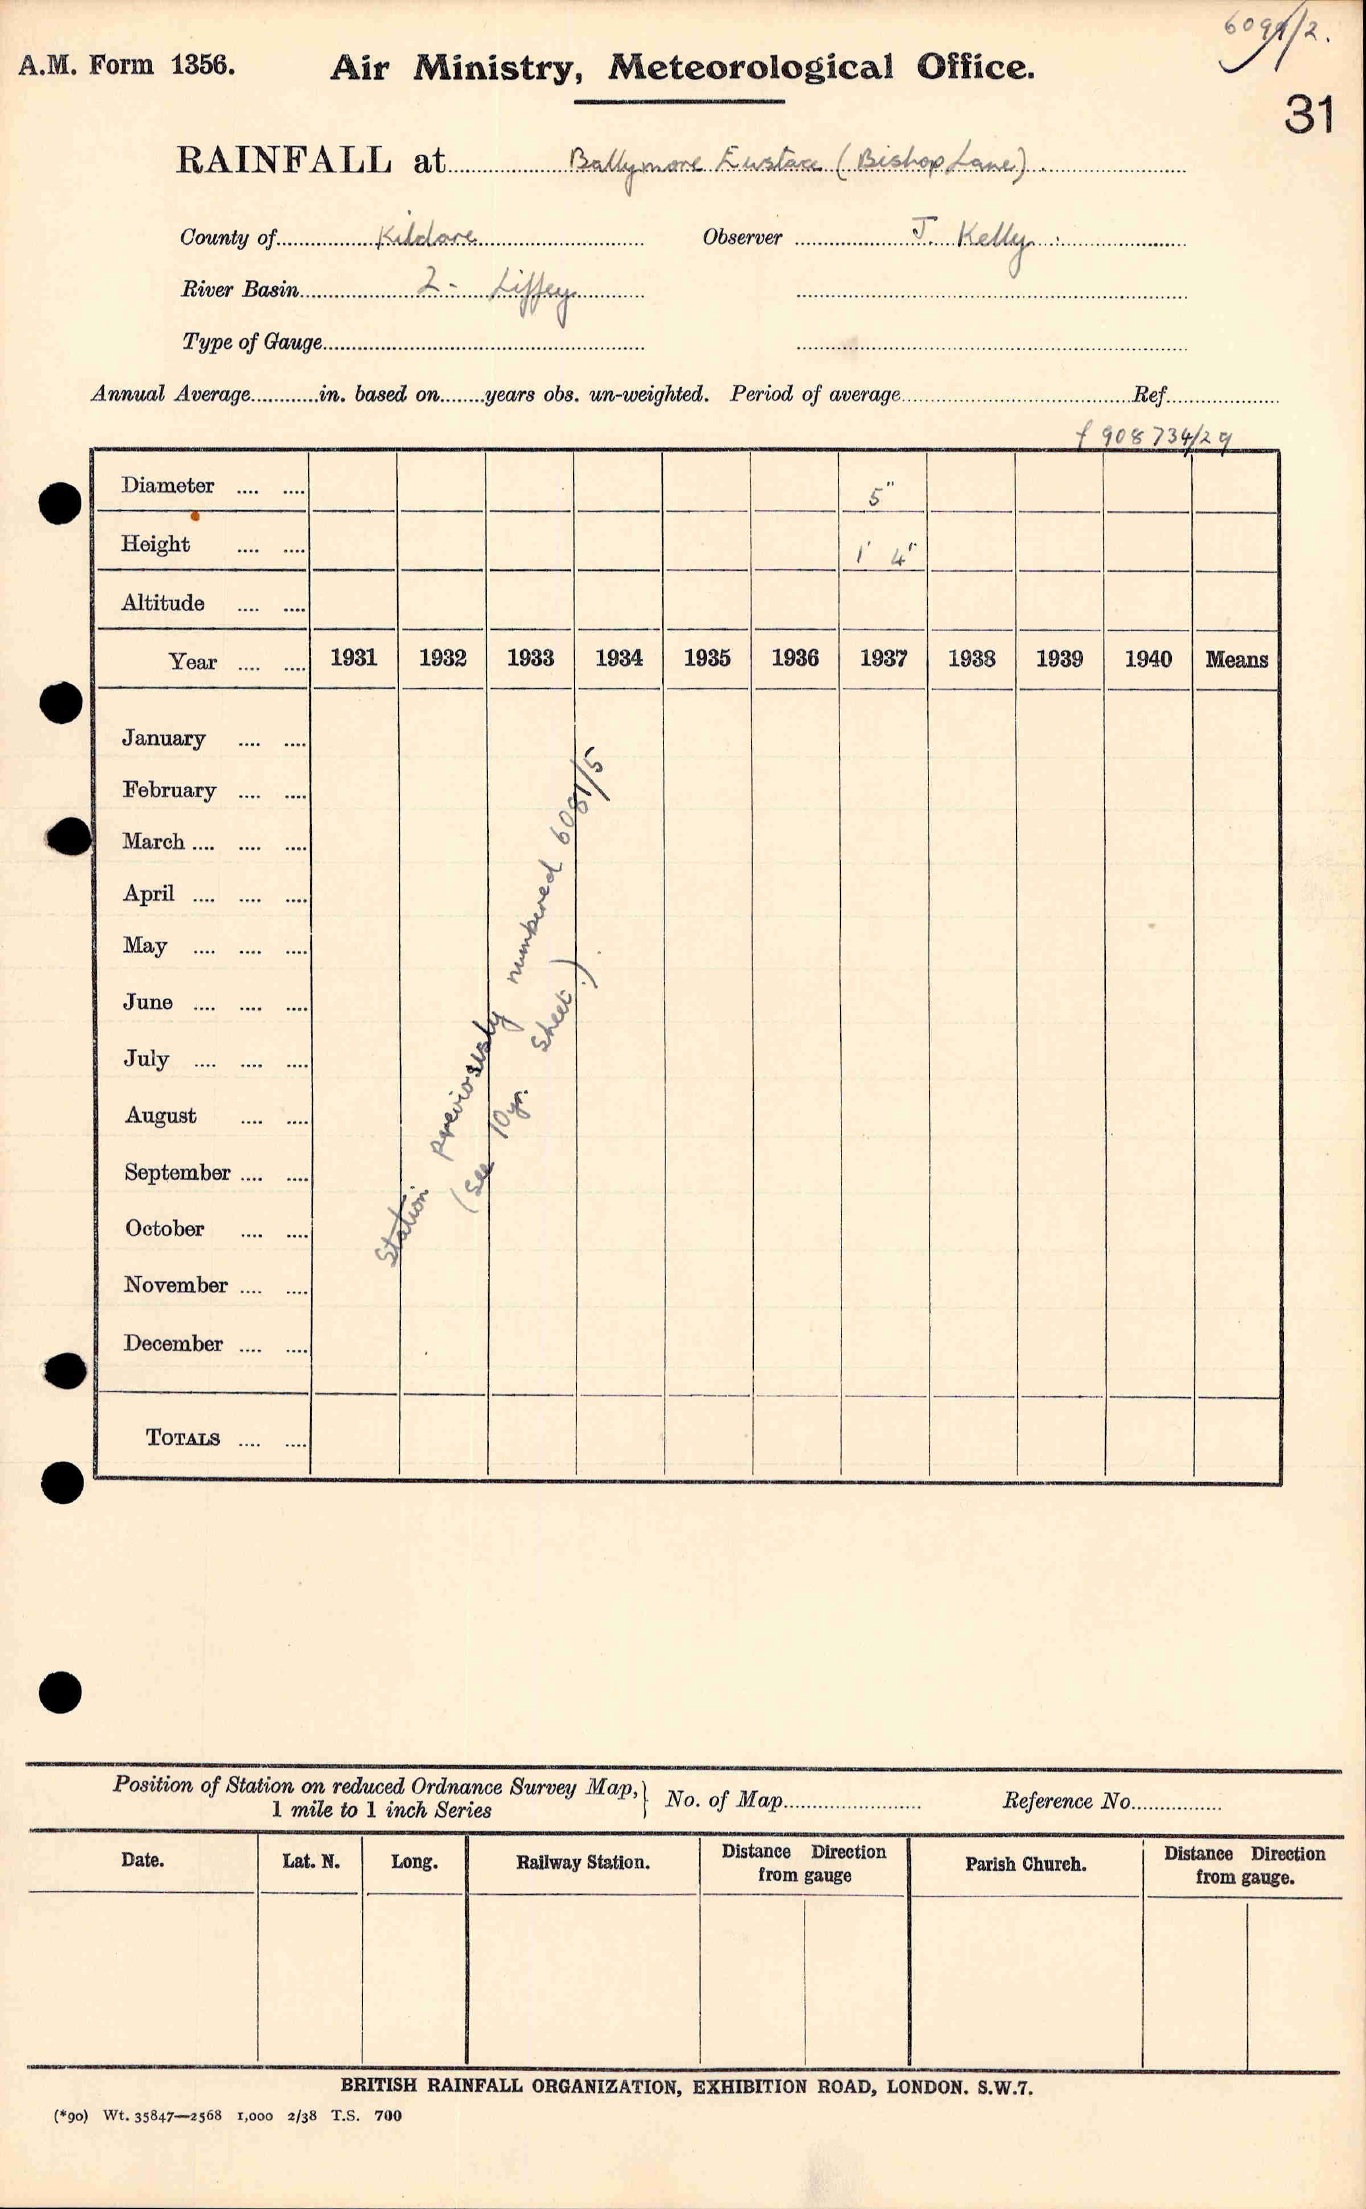 6091/2.
A.M. Form 1356. Air Ministry, Meteorological Office.
31
RAINFALL at Ballymore Eustace (Bishop Lane)
County of Kildare Observer J. Kelly
River Basin 2 - Liffey
Type of Gauge
Annual Average in. based on years obs. un-weighted. Period of average Ref.
f 908 734/29
Diameter .... .... 5"
Height .... .... 1' 4"
Altitude .... ....
Year .... .... 1931 1932 1933 1934 1935 1936 1937 1938 1939 1940 Means
January .... ....
February .... ....
March .... .... ....
April .... .... ....
May .... .... ....
June .... .... ....
July .... .... ....
August .... ....
September .... ....
October .... ....
November .... ....
December .... ....
Station previously numbered 6081/5
(See 10 yr. sheet.)
TOTALS .... ....
Position of Station on reduced Ordnance Survey Map, } No. of Map Reference No.
1 mile to 1 inch Series
Date. Lat. N. Long. Railway Station. Distance Direction from gauge Parish Church. Distance Direction from gauge.
BRITISH RAINFALL ORGANIZATION, EXHIBITION ROAD, LONDON. S.W.7.
(*90) Wt. 35847—2568 1,000 2/38 T.S. 700